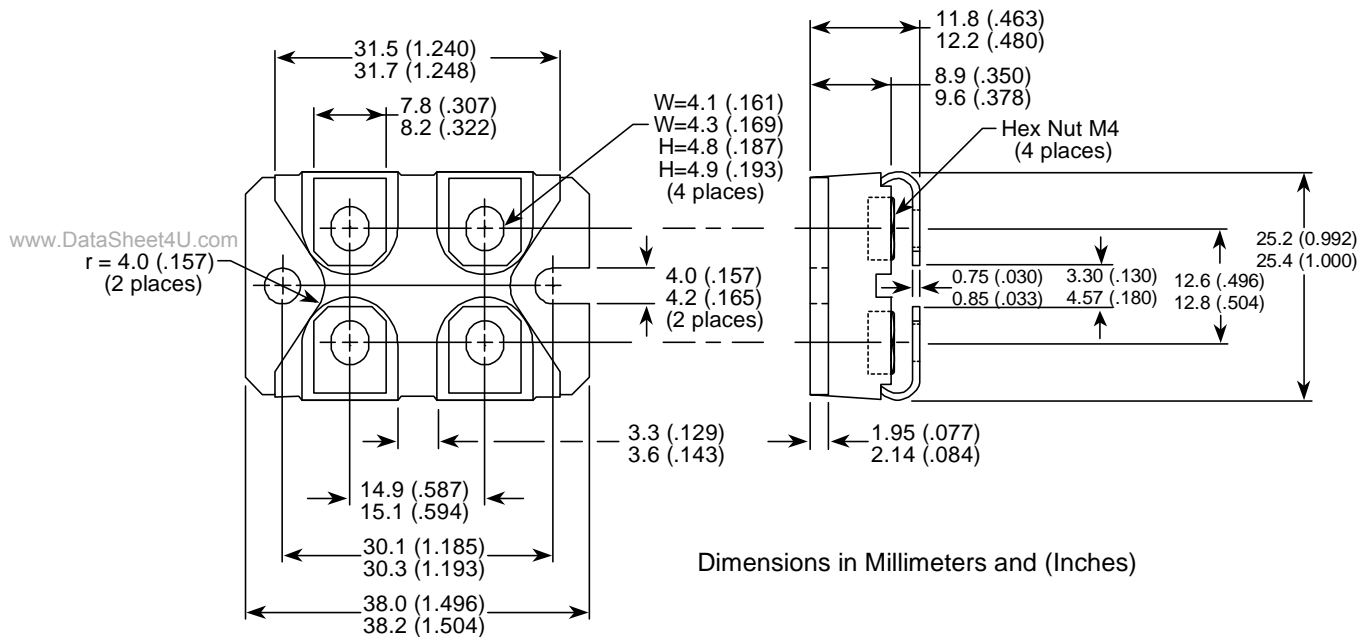 11.8 (.463)
12.2 (.480)
31.5 (1.240)
31.7 (1.248)
8.9 (.350)
9.6 (.378)
7.8 (.307)
8.2 (.322)
W=4.1 (.161)
W=4.3 (.169)
H=4.8 (.187)
H=4.9 (.193)
(4 places)
Hex Nut M4
(4 places)
www.DataSheet4U.com
r = 4.0 (.157)
(2 places)
4.0 (.157)
4.2 (.165)
(2 places)
0.75 (.030)
0.85 (.033)
3.30 (.130)
4.57 (.180)
12.6 (.496)
12.8 (.504)
25.2 (0.992)
25.4 (1.000)
3.3 (.129)
3.6 (.143)
1.95 (.077)
2.14 (.084)
14.9 (.587)
15.1 (.594)
30.1 (1.185)
30.3 (1.193)
38.0 (1.496)
38.2 (1.504)
Dimensions in Millimeters and (Inches)